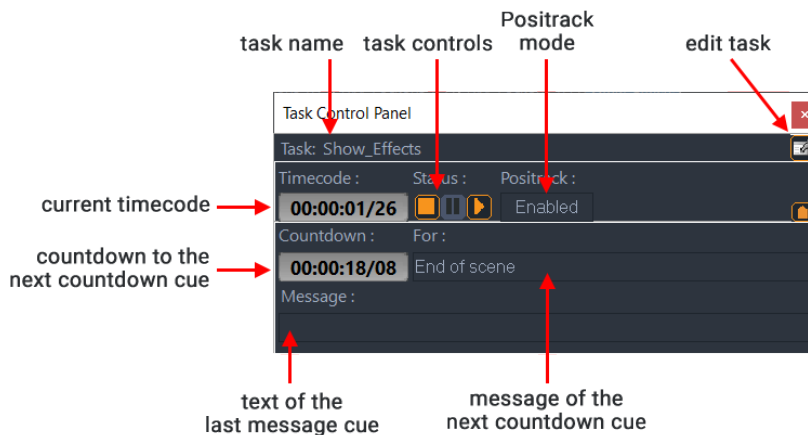 Positrack
mode
task name
task controls
edit task
Task Control Panel
Task: Show_Effects
Timecode :
Status :
Positrack :
current timecode
00:00:01/26
Enabled
Countdown :
For :
countdown to the
next countdown cue
00:00:18/08
End of scene
Message :
text of the
last message cue
message of the
next countdown cue